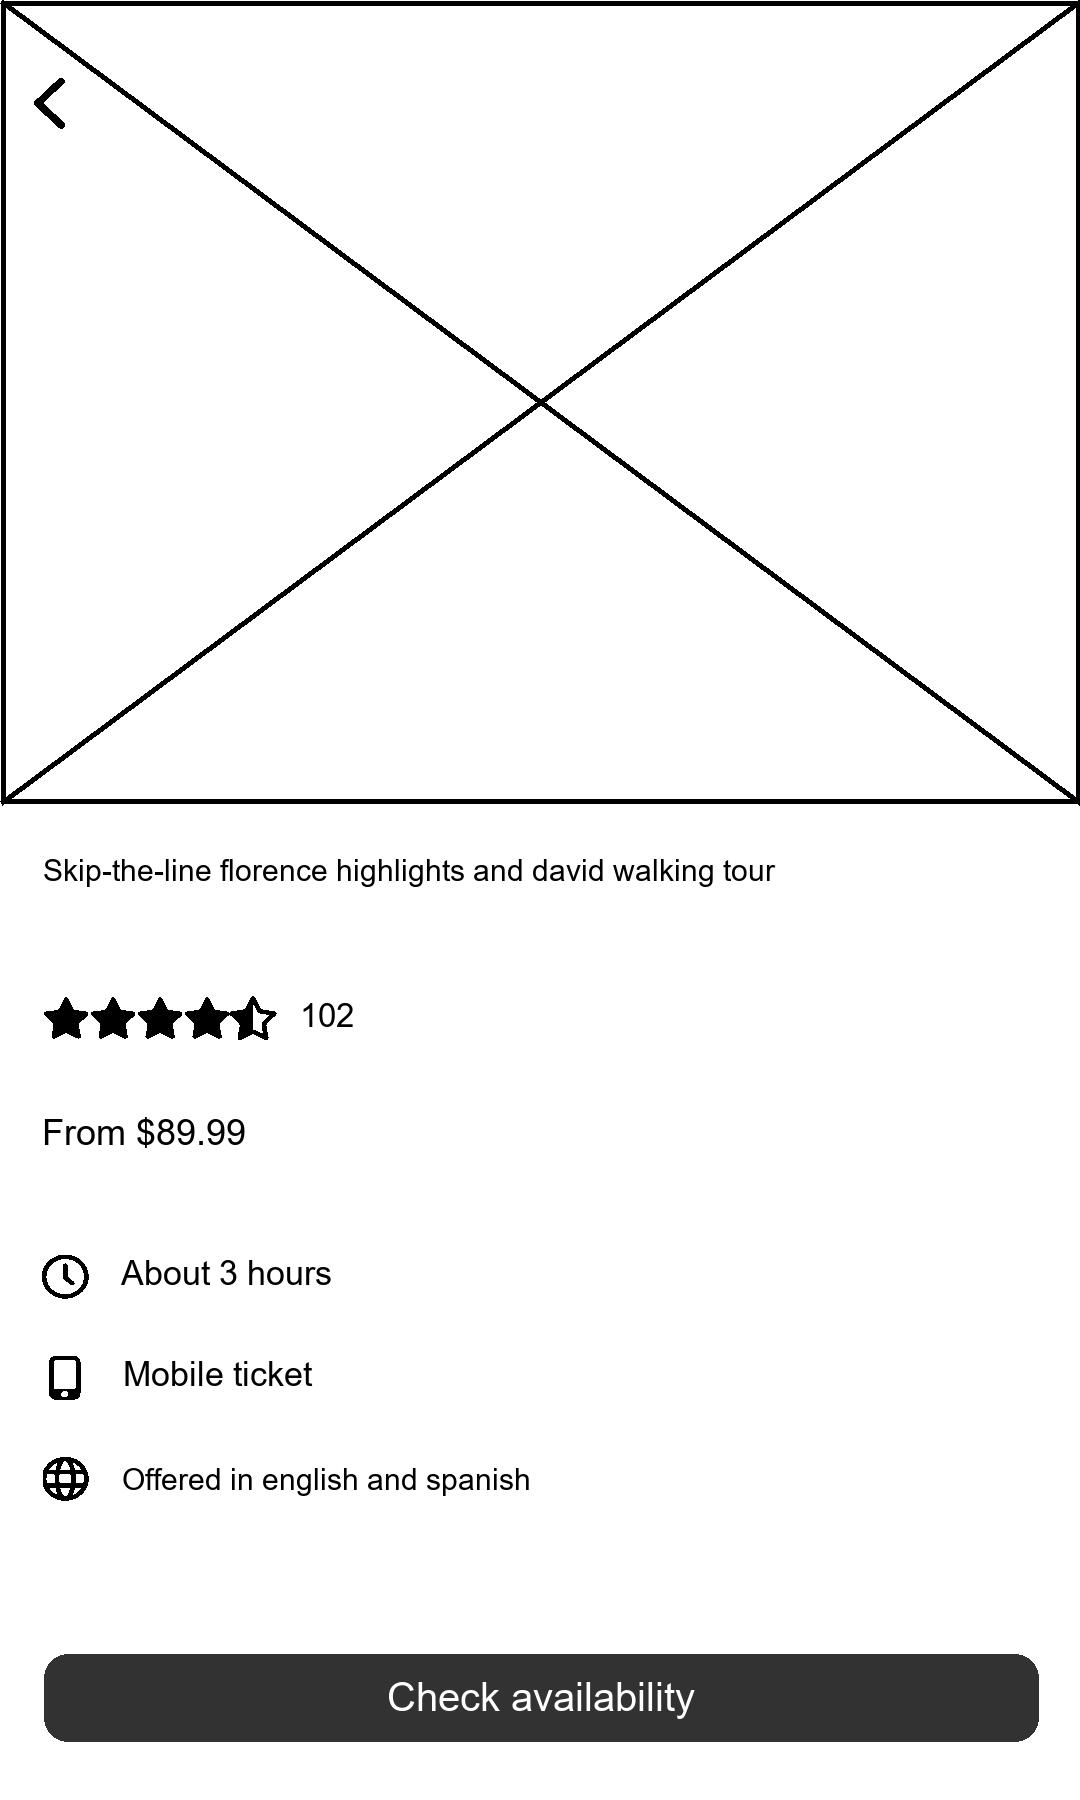 Skip-the-line florence highlights and david walking tour
102
From $89.99
About 3 hours
Mobile ticket
Offered in english and spanish
Check availability